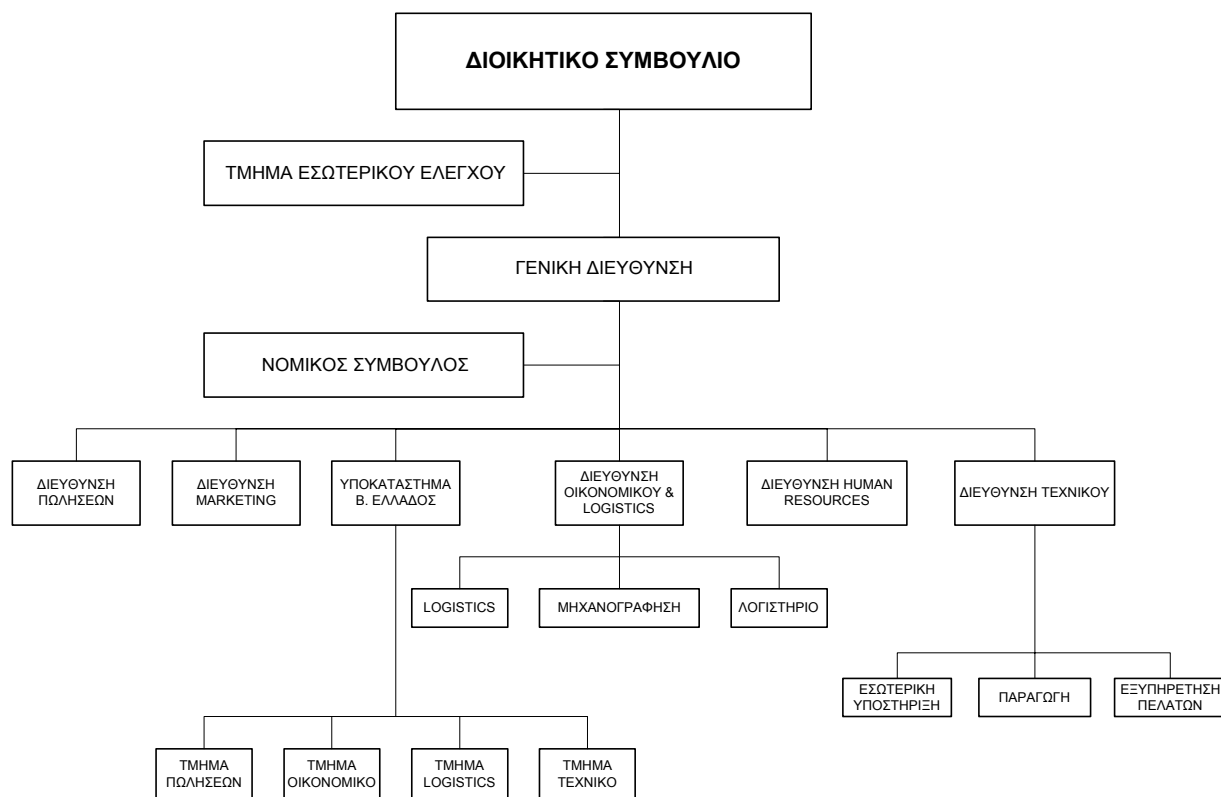 ΔΙΟΙΚΗΤΙΚΟ ΣΥΜΒΟΥΛΙΟ
ΤΜΗΜΑ ΕΣΩΤΕΡΙΚΟΥ ΕΛΕΓΧΟΥ
ΓΕΝΙΚΗ ΔΙΕΥΘΥΝΣΗ
ΝΟΜΙΚΟΣ ΣΥΜΒΟΥΛΟΣ
ΔΙΕΥΘΥΝΣΗ
ΠΩΛΗΣΕΩΝ
ΔΙΕΥΘΥΝΣΗ
MARKETING
ΥΠΟΚΑΤΑΣΤΗΜΑ
Β. ΕΛΛΑΔΟΣ
ΔΙΕΥΘΥΝΣΗ
ΟΙΚΟΝΟΜΙΚΟΥ &
LOGISTICS
ΔΙΕΥΘΥΝΣΗ HUMAN
RESOURCES
ΔΙΕΥΘΥΝΣΗ ΤΕΧΝΙΚΟΥ
LOGISTICS
ΜΗΧΑΝΟΓΡΑΦΗΣΗ
ΛΟΓΙΣΤΗΡΙΟ
ΕΣΩΤΕΡΙΚΗ
ΥΠΟΣΤΗΡΙΞΗ
ΠΑΡΑΓΩΓΗ
ΕΞΥΠΗΡΕΤΗΣΗ
ΠΕΛΑΤΩΝ
ΤΜΗΜΑ
ΠΩΛΗΣΕΩΝ
ΤΜΗΜΑ
ΟΙΚΟΝΟΜΙΚΟ
ΤΜΗΜΑ
LOGISTICS
ΤΜΗΜΑ
ΤΕΧΝΙΚΟ